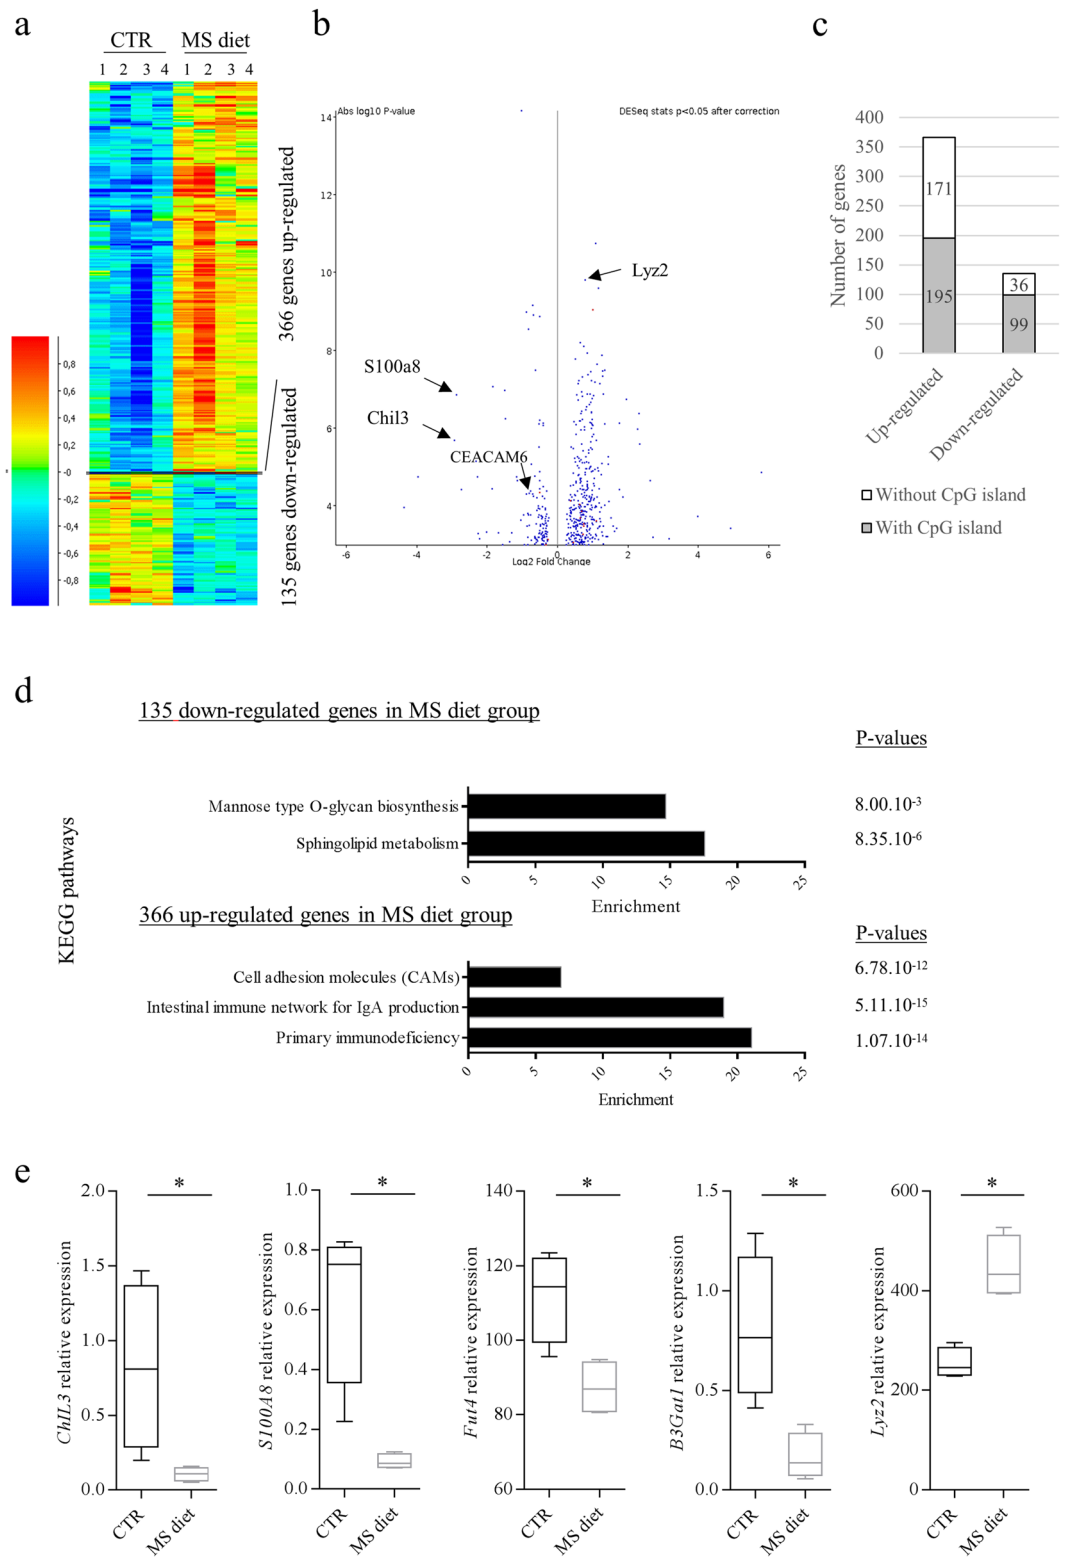 a
CTR MS diet
1 2 3 4 1 2 3 4
366 genes up-regulated
135 genes down-regulated
0,8
0,6
0,4
0,2
-0
-0,2
-0,4
-0,6
-0,8
b
Abs log10 P-value
DESeq stats p<0.05 after correction
14
12
10
8
6
4
Lyz2
S100a8
Chil3
CEACAM6
-6 -4 -2 0 2 4 6
Log2 Fold Change
c
Number of genes
400
350
300
250
200
150
100
50
0
171
195
36
99
Up-regulated
Down-regulated
Without CpG island
With CpG island
d
KEGG pathways
135 down-regulated genes in MS diet group
P-values
Mannose type O-glycan biosynthesis
8.00.10-3
Sphingolipid metabolism
8.35.10-6
0 5 10 15 20 25
Enrichment
366 up-regulated genes in MS diet group
P-values
Cell adhesion molecules (CAMs)
6.78.10-12
Intestinal immune network for IgA production
5.11.10-15
Primary immunodeficiency
1.07.10-14
0 5 10 15 20 25
Enrichment
e
ChIL3 relative expression
2.0
1.5
1.0
0.5
0.0
*
CTR
MS diet
S100A8 relative expression
1.0
0.8
0.6
0.4
0.2
0.0
*
CTR
MS diet
Fut4 relative expression
140
120
100
80
60
*
CTR
MS diet
B3Gat1 relative expression
1.5
1.0
0.5
0.0
*
CTR
MS diet
Lyz2 relative expression
600
400
200
0
*
CTR
MS diet